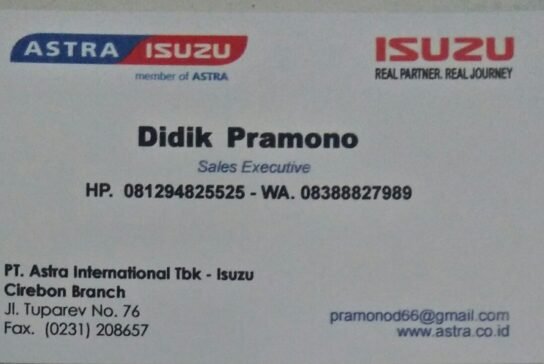 ASTRA ISUZU
member of ASTRA
ISUZU
REAL PARTNER. REAL JOURNEY
Didik Pramono
Sales Executive
HP. 081294825525 - WA. 08388827989
PT. Astra International Tbk - Isuzu
Cirebon Branch
Jl. Tuparev No. 76
Fax. (0231) 208657
pramonod66@gmail.com
www.astra.co.id